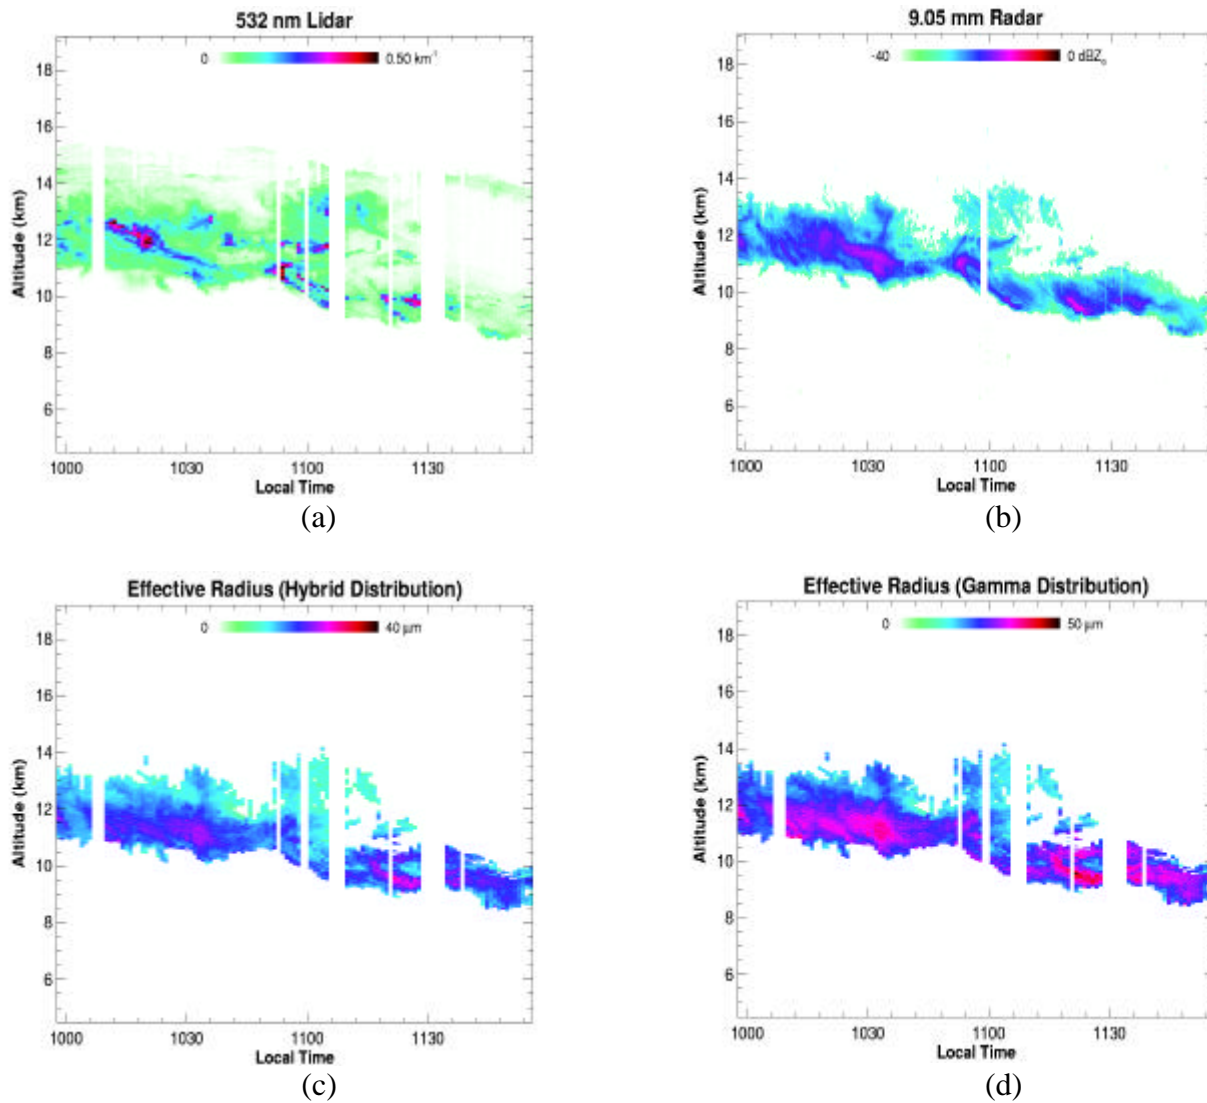 532 nm Lidar
0 0.50 km⁻¹
18
16
14
12
10
8
6
Altitude (km)
1000 1030 1100 1130
Local Time
(a)
9.05 mm Radar
-40 0 dBZₑ
18
16
14
12
10
8
6
Altitude (km)
1000 1030 1100 1130
Local Time
(b)
Effective Radius (Hybrid Distribution)
0 40 μm
18
16
14
12
10
8
6
Altitude (km)
1000 1030 1100 1130
Local Time
(c)
Effective Radius (Gamma Distribution)
0 50 μm
18
16
14
12
10
8
6
Altitude (km)
1000 1030 1100 1130
Local Time
(d)